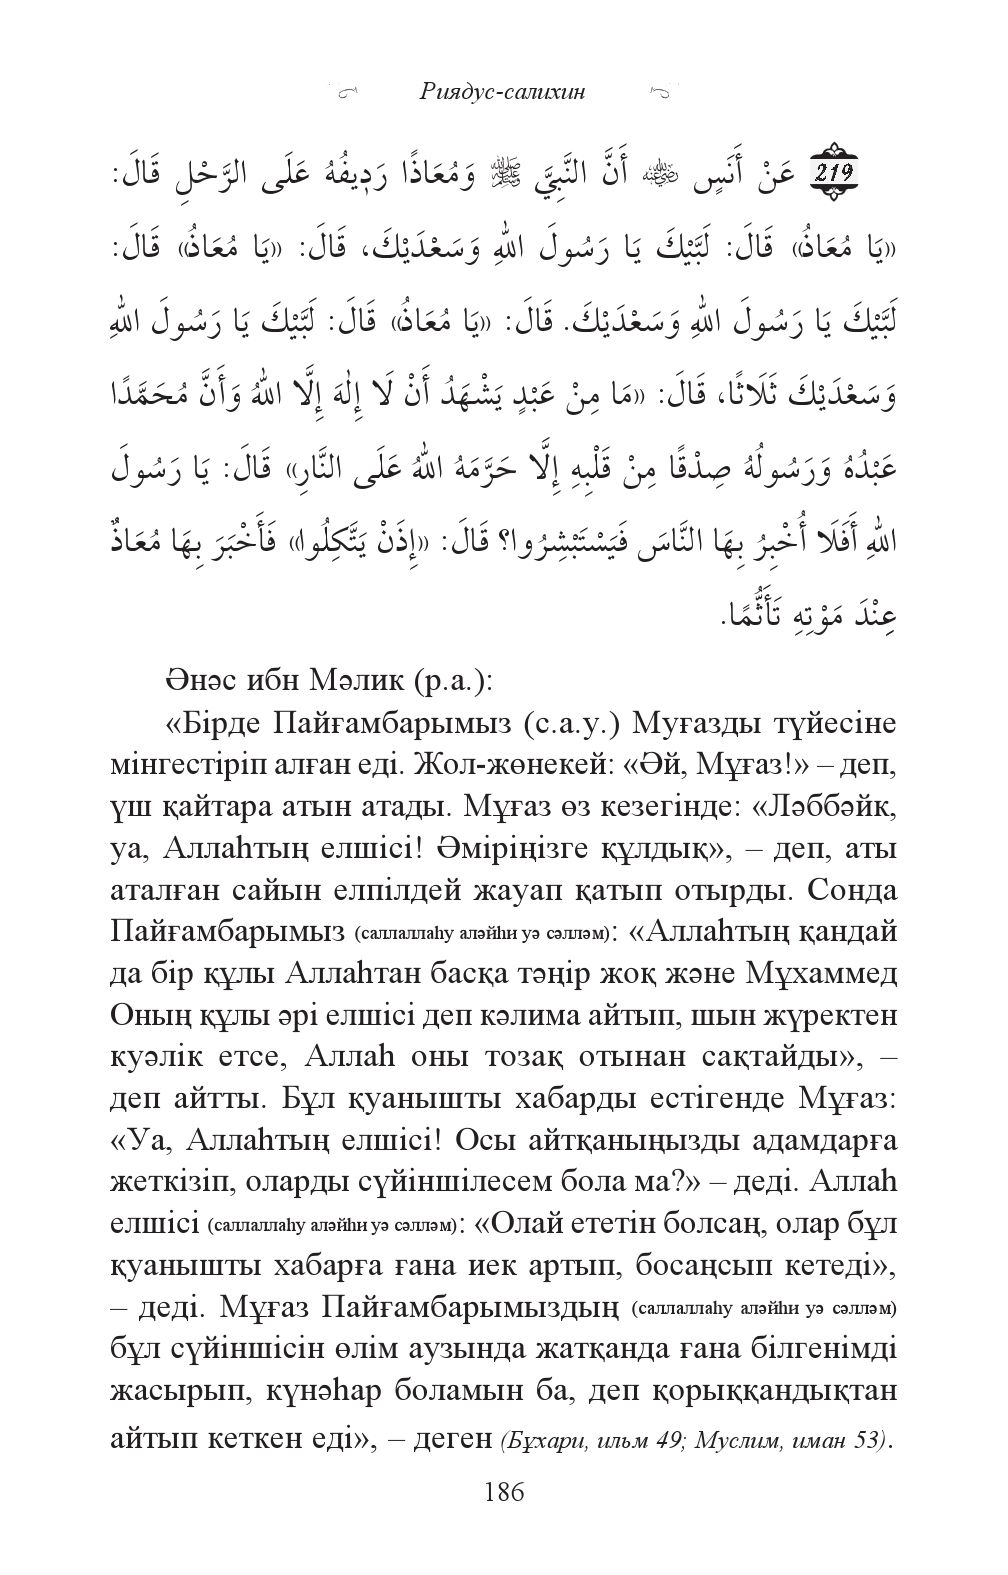 Риядус-салихин
219 عَنْ أَنَسٍ ﵁ أَنَّ النَّبِيَّ ﷺ وَمُعَاذًا رَدِيفُهُ عَلَى الرَّحْلِ قَالَ:
«يَا مُعَاذُ» قَالَ: لَبَّيْكَ يَا رَسُولَ اللهِ وَسَعْدَيْكَ، قَالَ: «يَا مُعَاذُ» قَالَ:
لَبَّيْكَ يَا رَسُولَ اللهِ وَسَعْدَيْكَ. قَالَ: «يَا مُعَاذُ» قَالَ: لَبَّيْكَ يَا رَسُولَ اللهِ
وَسَعْدَيْكَ ثَلَاثًا، قَالَ: «مَا مِنْ عَبْدٍ يَشْهَدُ أَنْ لَا إِلٰهَ إِلَّا اللهُ وَأَنَّ مُحَمَّدًا
عَبْدُهُ وَرَسُولُهُ صِدْقًا مِنْ قَلْبِهِ إِلَّا حَرَّمَهُ اللهُ عَلَى النَّارِ» قَالَ: يَا رَسُولَ
اللهِ أَفَلَا أُخْبِرُ بِهَا النَّاسَ فَيَسْتَبْشِرُوا؟ قَالَ: «إِذَنْ يَتَّكِلُوا» فَأَخْبَرَ بِهَا مُعَاذٌ
عِنْدَ مَوْتِهِ تَأَثُّمًا.
Әнәс ибн Мәлик (р.а.):
«Бірде Пайғамбарымыз (с.а.у.) Муғазды түйесіне
мінгестіріп алған еді. Жол-жөнекей: «Әй, Мұғаз!» – деп,
үш қайтара атын атады. Мұғаз өз кезегінде: «Ләббәйк,
уа, Аллаһтың елшісі! Әміріңізге құлдық», – деп, аты
аталған сайын елпілдей жауап қатып отырды. Сонда
Пайғамбарымыз (саллаллаһу аләйһи уә сәлләм): «Аллаһтың қандай
да бір құлы Аллаһтан басқа тәңір жоқ және Мұхаммед
Оның құлы әрі елшісі деп кәлима айтып, шын жүректен
куәлік етсе, Аллаһ оны тозақ отынан сақтайды», –
деп айтты. Бұл қуанышты хабарды естігенде Мұғаз:
«Уа, Аллаһтың елшісі! Осы айтқаныңызды адамдарға
жеткізіп, оларды сүйіншілесем бола ма?» – деді. Аллаһ
елшісі (саллаллаһу аләйһи уә сәлләм): «Олай ететін болсаң, олар бұл
қуанышты хабарға ғана иек артып, босаңсып кетеді»,
– деді. Мұғаз Пайғамбарымыздың (саллаллаһу аләйһи уә сәлләм)
бұл сүйіншісін өлім аузында жатқанда ғана білгенімді
жасырып, күнәһар боламын ба, деп қорыққандықтан
айтып кеткен еді», – деген (Бұхари, ильм 49; Муслим, иман 53).
186